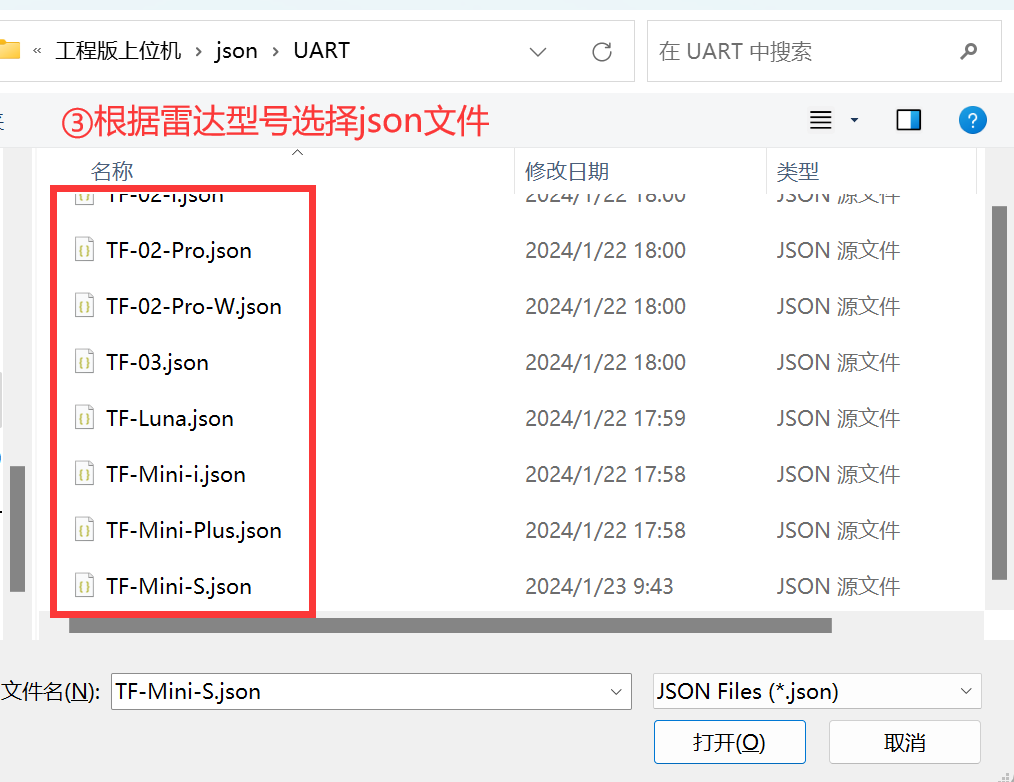 « 工程版上位机 › json › UART
在 UART 中搜索
③根据雷达型号选择json文件
名称 修改日期 类型
TF-02-i.json 2024/1/22 18:00 JSON 源文件
TF-02-Pro.json 2024/1/22 18:00 JSON 源文件
TF-02-Pro-W.json 2024/1/22 18:00 JSON 源文件
TF-03.json 2024/1/22 18:00 JSON 源文件
TF-Luna.json 2024/1/22 17:59 JSON 源文件
TF-Mini-i.json 2024/1/22 17:58 JSON 源文件
TF-Mini-Plus.json 2024/1/22 17:58 JSON 源文件
TF-Mini-S.json 2024/1/23 9:43 JSON 源文件
文件名(N): TF-Mini-S.json JSON Files (*.json)
打开(O) 取消